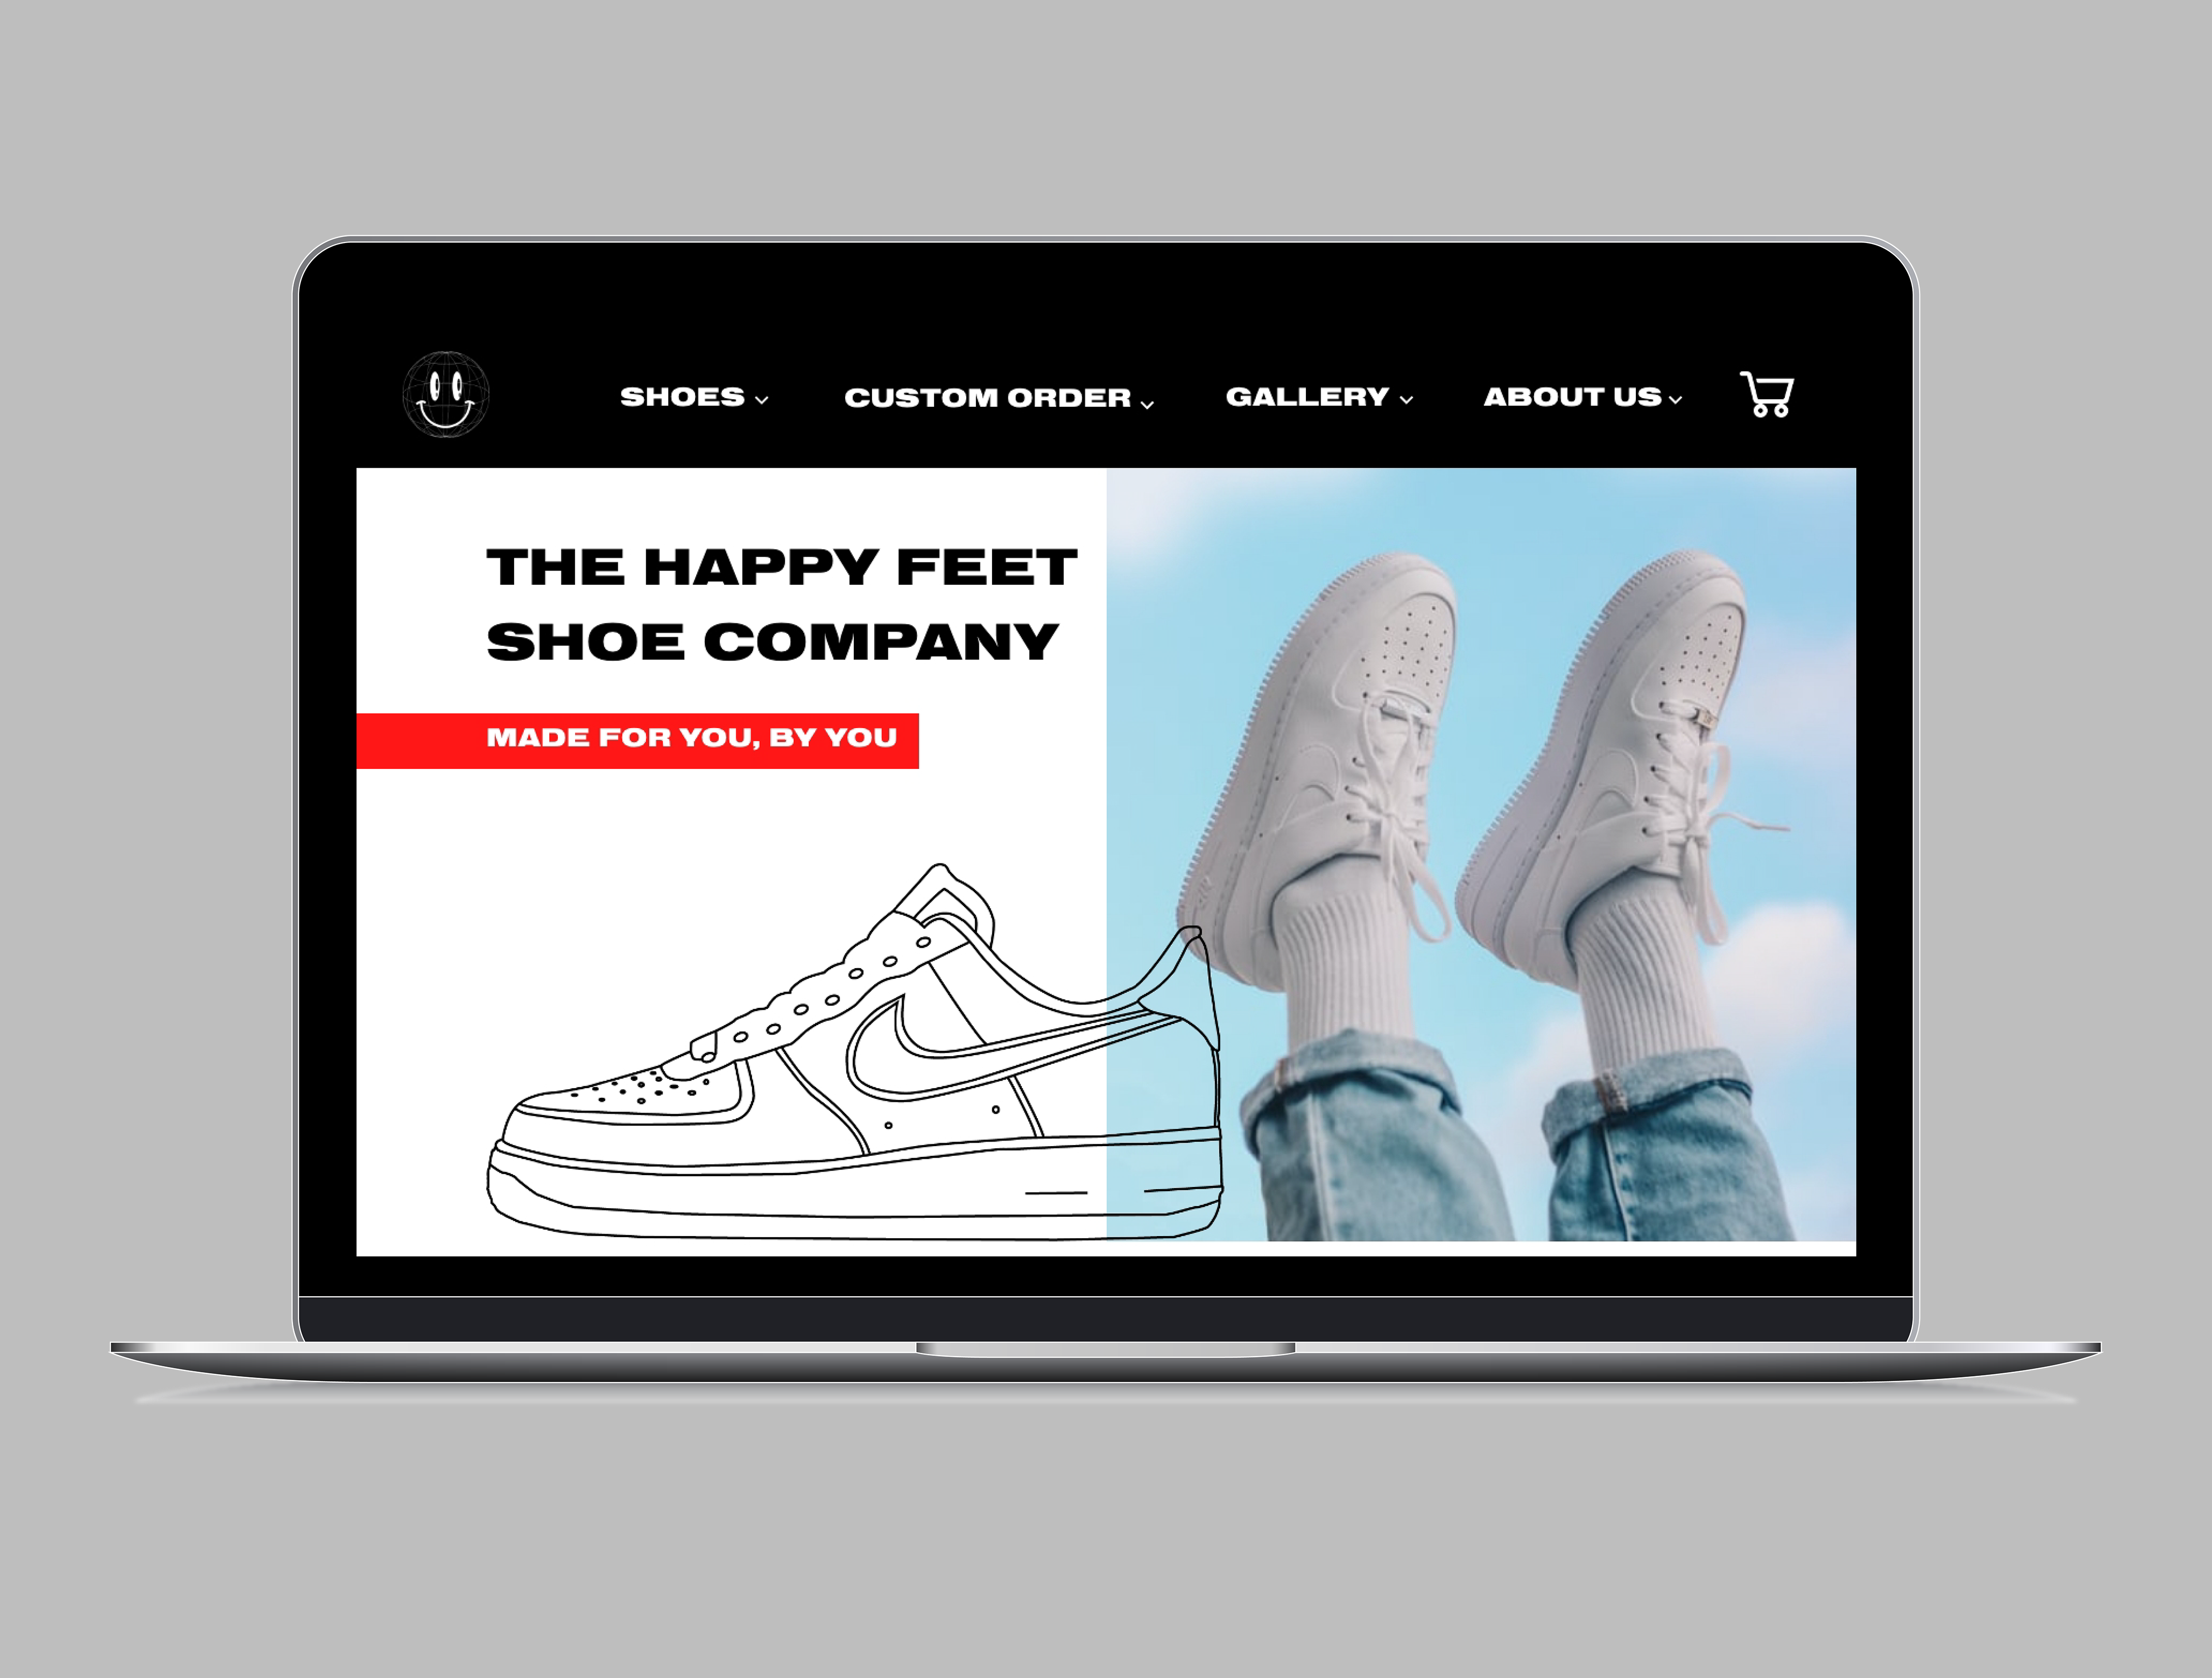 SHOES
CUSTOM ORDER
GALLERY
ABOUT US
THE HAPPY FEET
SHOE COMPANY
MADE FOR YOU, BY YOU